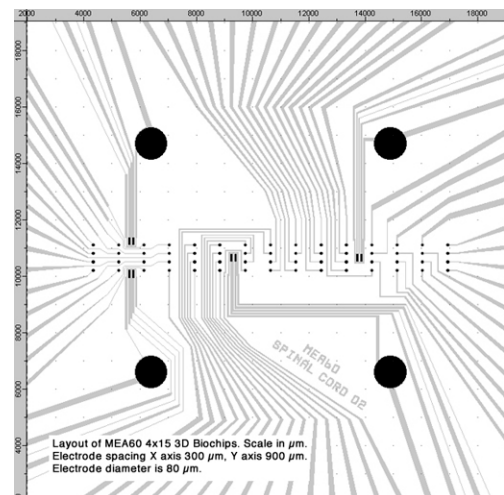 2000 4000 6000 8000 10000 12000 14000 16000 18000
18000
16000
14000
12000
10000
8000
6000
4000
MEA60
SPINAL CORD 02
Layout of MEA60 4x15 3D Biochips. Scale in µm.
Electrode spacing X axis 300 µm, Y axis 900 µm.
Electrode diameter is 80 µm.